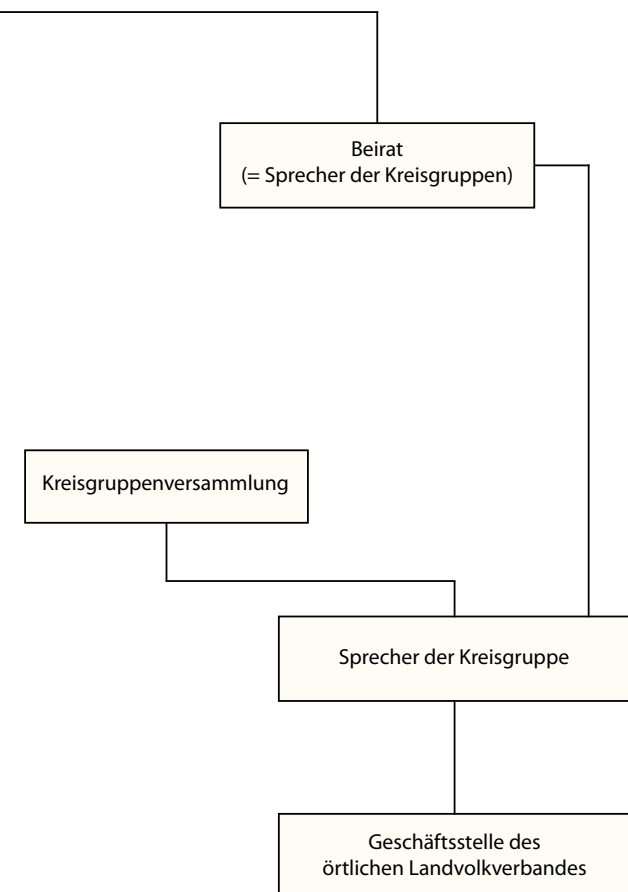 Beirat
(= Sprecher der Kreisgruppen)
Kreisgruppenversammlung
Sprecher der Kreisgruppe
Geschäftsstelle des
örtlichen Landvolkverbandes